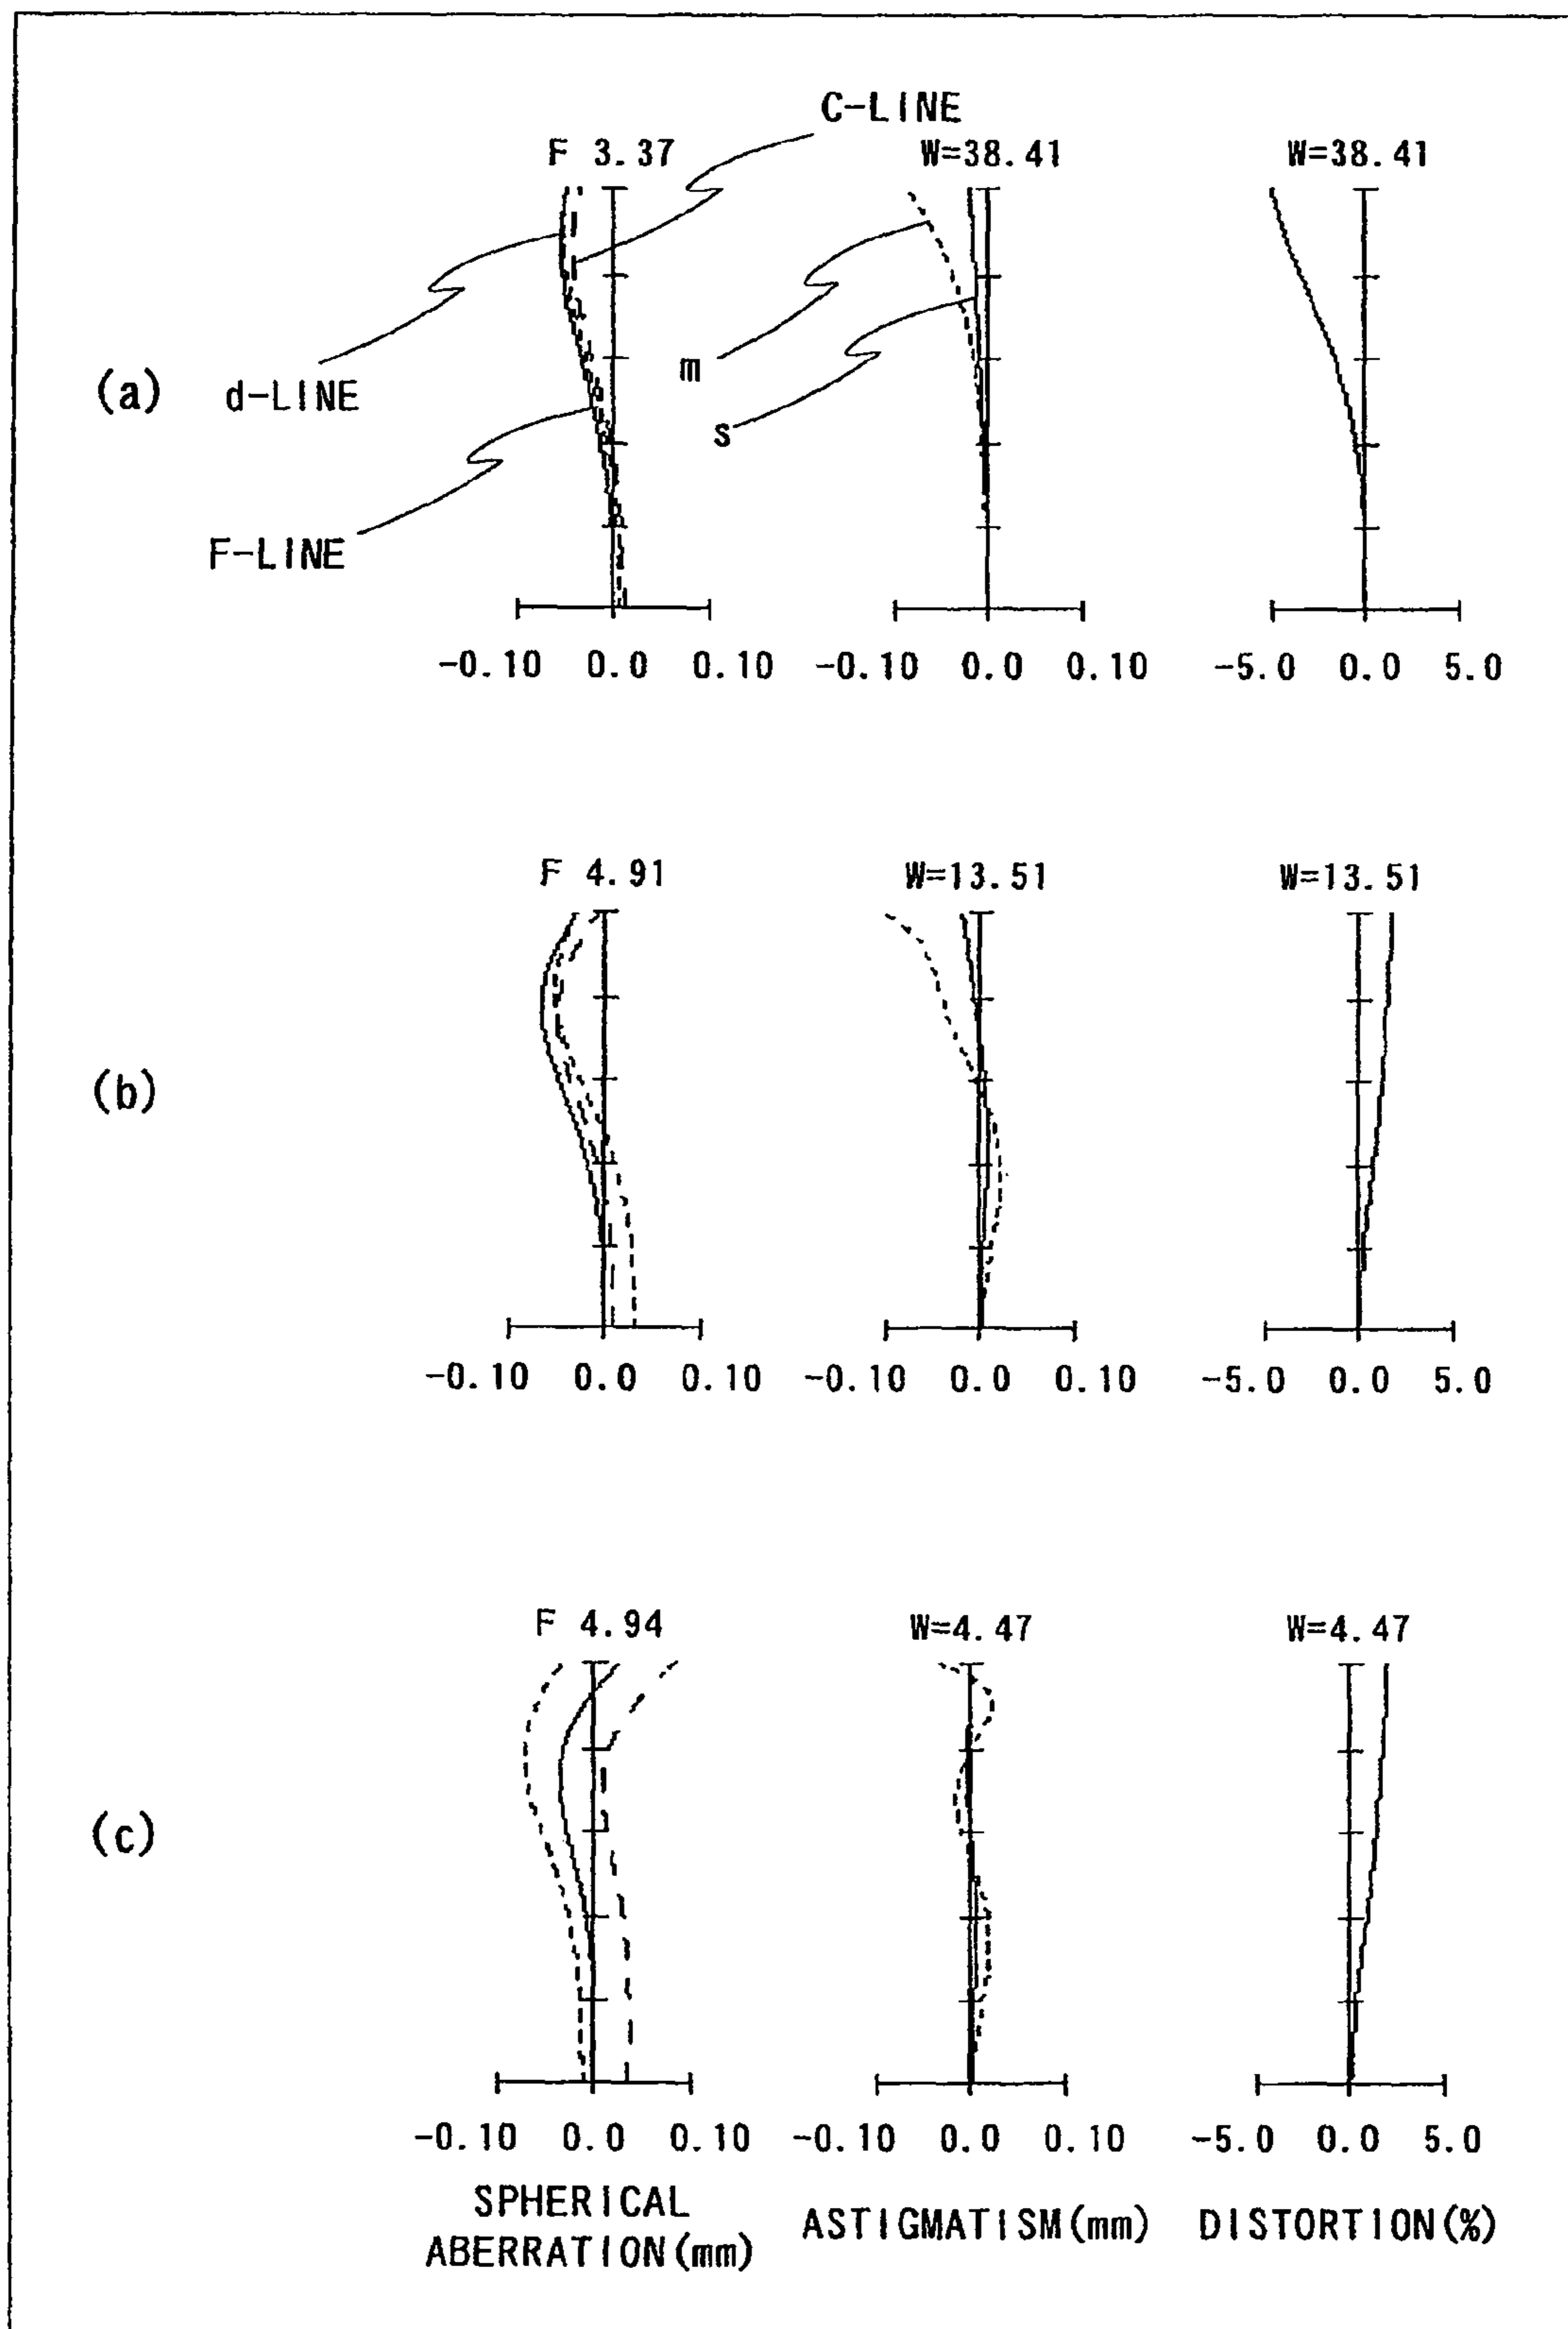 C-LINE
F 3.37 W=38.41 W=38.41
(a)
d-LINE
m
s
F-LINE
-0.10 0.0 0.10 -0.10 0.0 0.10 -5.0 0.0 5.0
F 4.91 W=13.51 W=13.51
(b)
-0.10 0.0 0.10 -0.10 0.0 0.10 -5.0 0.0 5.0
F 4.94 W=4.47 W=4.47
(c)
-0.10 0.0 0.10 -0.10 0.0 0.10 -5.0 0.0 5.0
SPHERICAL
ABERRATION(mm) ASTIGMATISM(mm) DISTORTION(%)